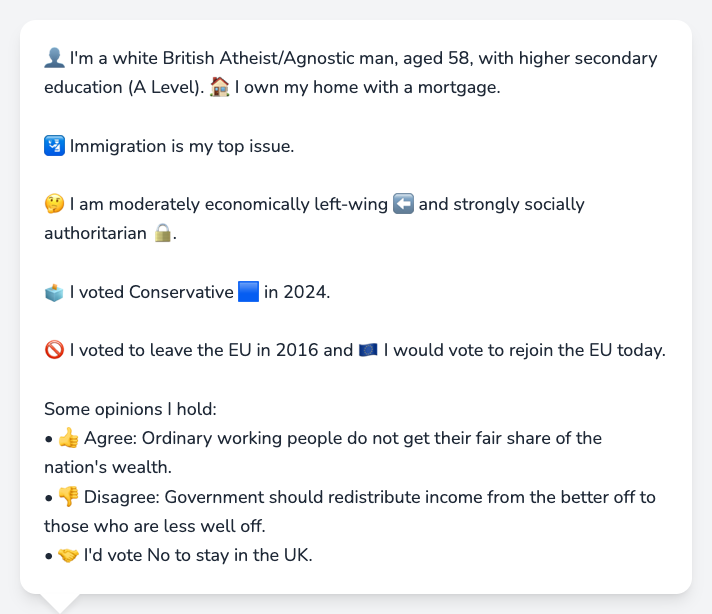 👤 I'm a white British Atheist/Agnostic man, aged 58, with higher secondary
education (A Level). 🏠 I own my home with a mortgage.
🛂 Immigration is my top issue.
🤔 I am moderately economically left-wing ⬅️ and strongly socially
authoritarian 🔒.
🗳️ I voted Conservative 🟦 in 2024.
🚫 I voted to leave the EU in 2016 and 🇪🇺 I would vote to rejoin the EU today.
Some opinions I hold:
• 👍 Agree: Ordinary working people do not get their fair share of the
nation's wealth.
• 👎 Disagree: Government should redistribute income from the better off to
those who are less well off.
• 🤝 I'd vote No to stay in the UK.